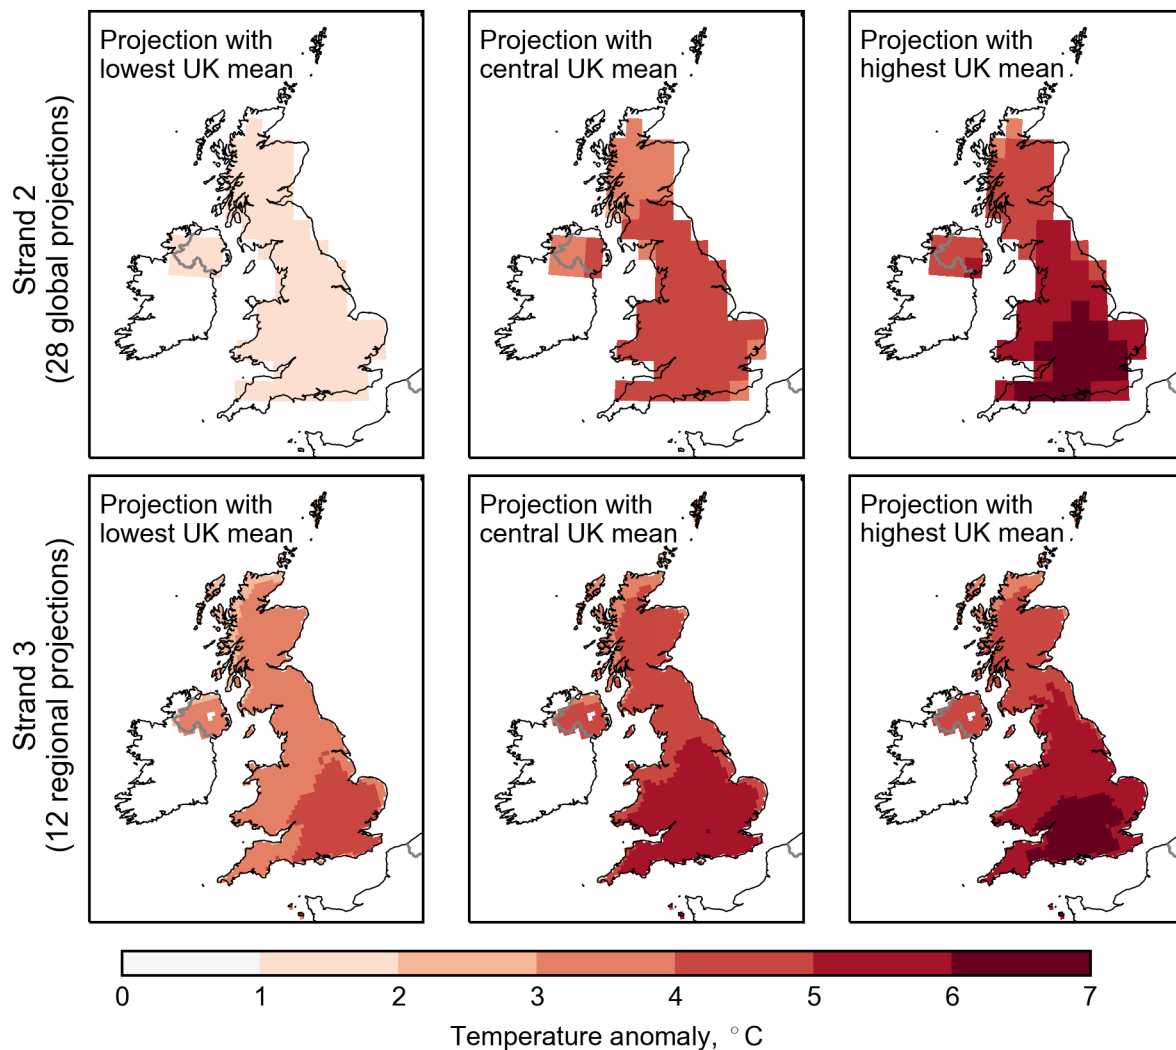 Projection with
lowest UK mean
Projection with
central UK mean
Projection with
highest UK mean
Strand 2
(28 global projections)
Projection with
lowest UK mean
Projection with
central UK mean
Projection with
highest UK mean
Strand 3
(12 regional projections)
0 1 2 3 4 5 6 7
Temperature anomaly, °C